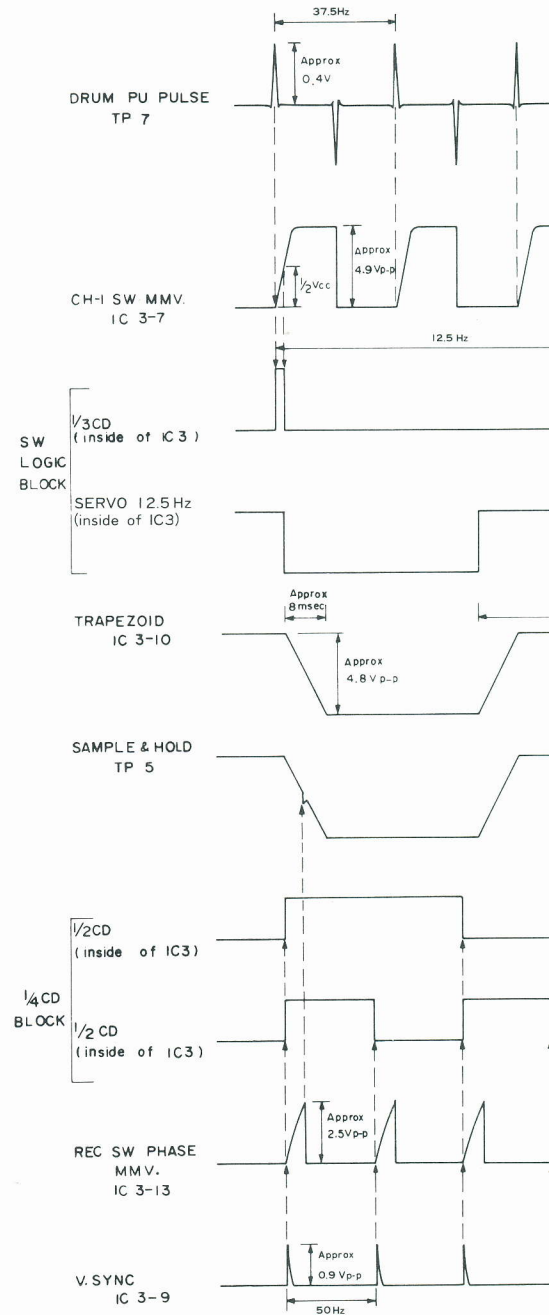 37.5Hz
Approx
0.4V
DRUM PU PULSE
TP 7
Approx
4.9 Vp-p
1/2 Vcc
CH-1 SW MMV.
IC 3-7
12.5 Hz
1/3CD
(inside of IC3)
SW
LOGIC
BLOCK
SERVO 12.5 Hz
(inside of IC3)
Approx
8msec
TRAPEZOID
IC 3-10
Approx
4.8 Vp-p
SAMPLE & HOLD
TP 5
1/2CD
(inside of IC3)
1/4CD
BLOCK
1/2 CD
(inside of IC3)
Approx
2.5Vp-p
REC SW PHASE
MMV.
IC 3-13
Approx
0.9 Vp-p
V. SYNC
IC 3-9
50Hz